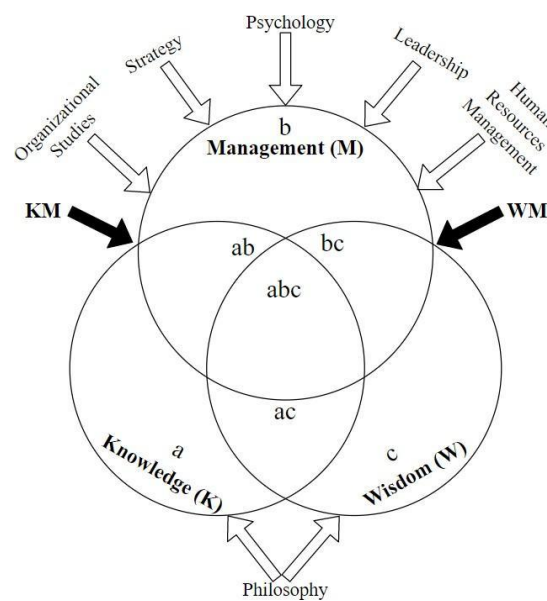 Psychology
Strategy
Leadership
Organizational
Studies
Human
Resources
Management
b
Management (M)
KM
WM
ab
bc
abc
ac
a
Knowledge (K)
c
Wisdom (W)
Philosophy